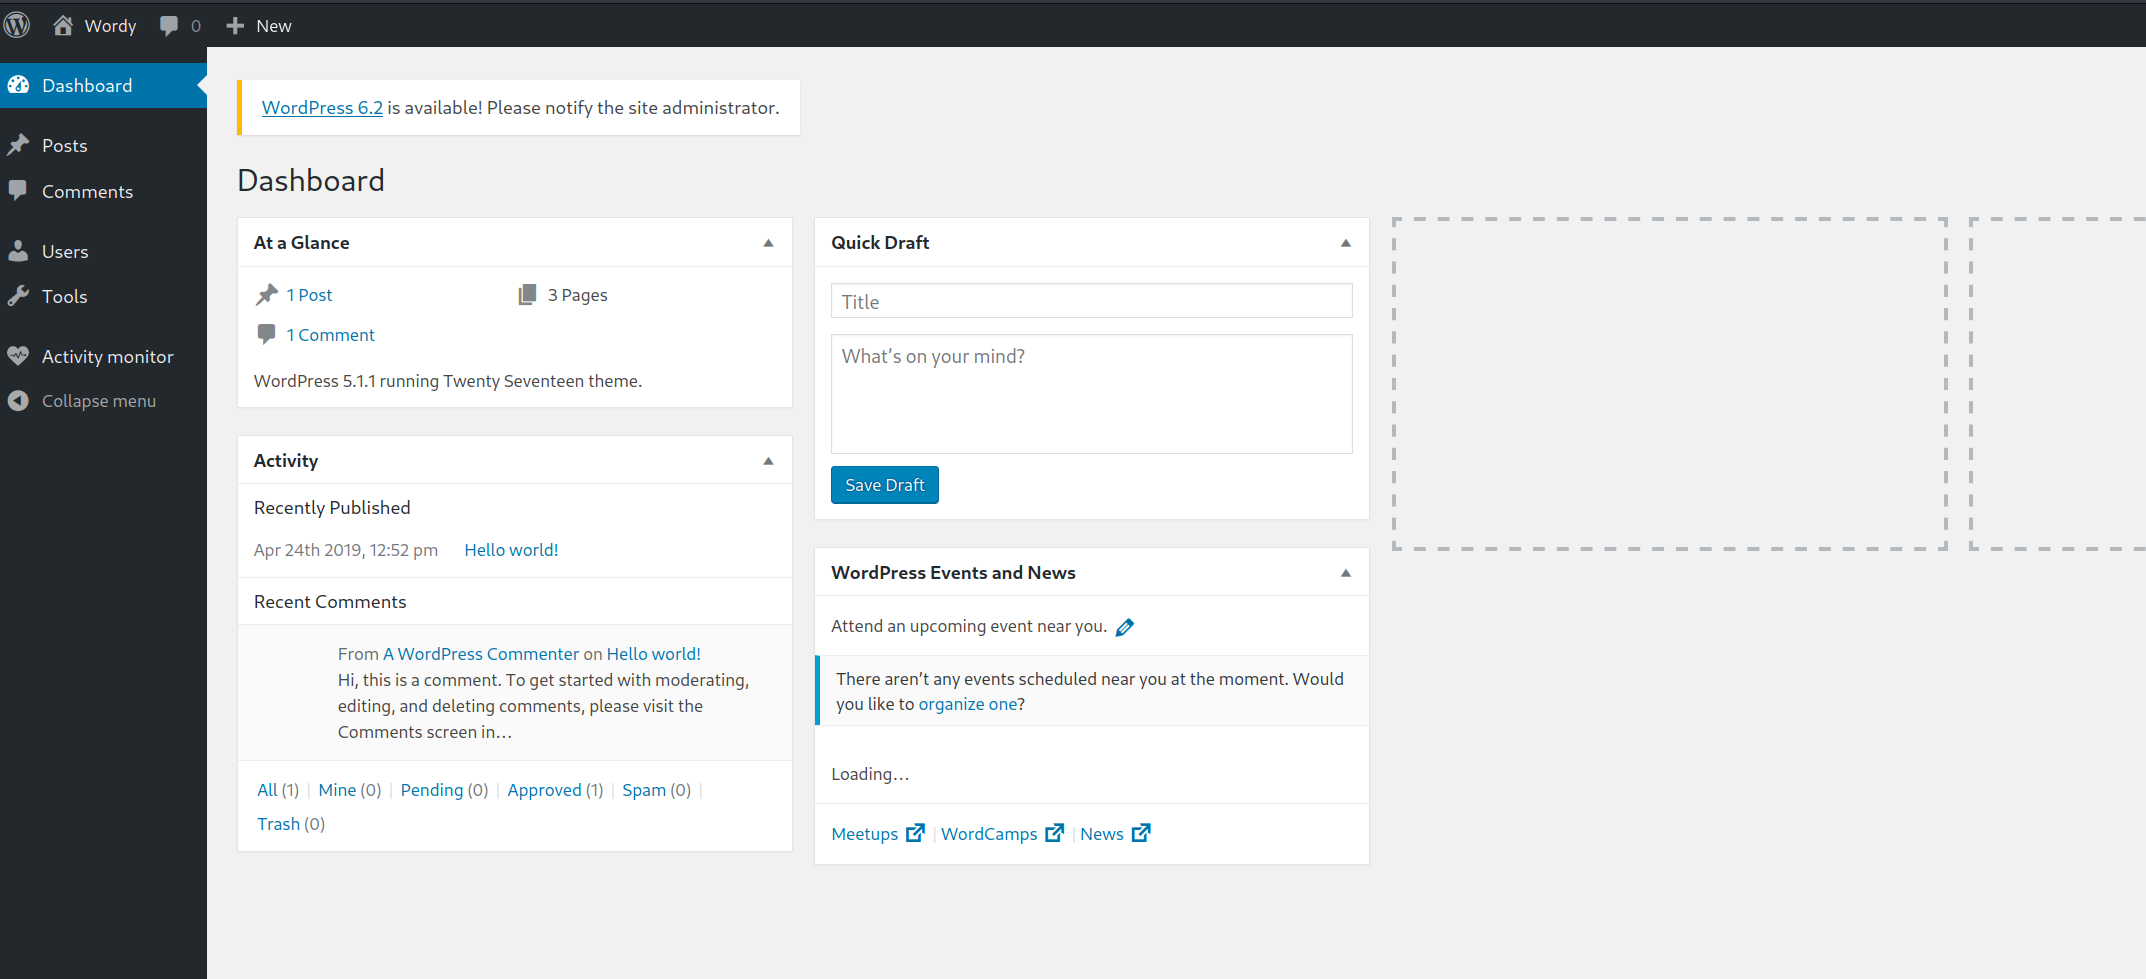 Wordy 0 New
Dashboard
Posts
Comments
Users
Tools
Activity monitor
Collapse menu
WordPress 6.2 is available! Please notify the site administrator.
Dashboard
At a Glance
1 Post 3 Pages
1 Comment
WordPress 5.1.1 running Twenty Seventeen theme.
Activity
Recently Published
Apr 24th 2019, 12:52 pm Hello world!
Recent Comments
From A WordPress Commenter on Hello world!
Hi, this is a comment. To get started with moderating,
editing, and deleting comments, please visit the
Comments screen in…
All (1) | Mine (0) | Pending (0) | Approved (1) | Spam (0) |
Trash (0)
Quick Draft
Title
What’s on your mind?
Save Draft
WordPress Events and News
Attend an upcoming event near you.
There aren’t any events scheduled near you at the moment. Would
you like to organize one?
Loading…
Meetups | WordCamps | News